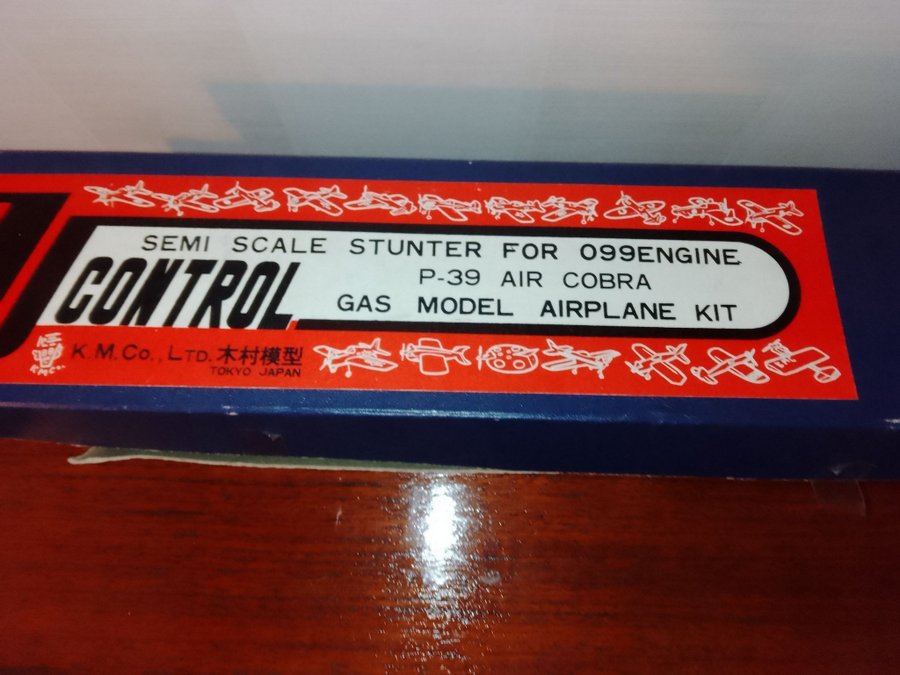 SEMI SCALE STUNTER FOR 099ENGINE
P-39 AIR COBRA
CONTROL
GAS MODEL AIRPLANE KIT
K.M.Co.,LTD.木村模型
TOKYO JAPAN